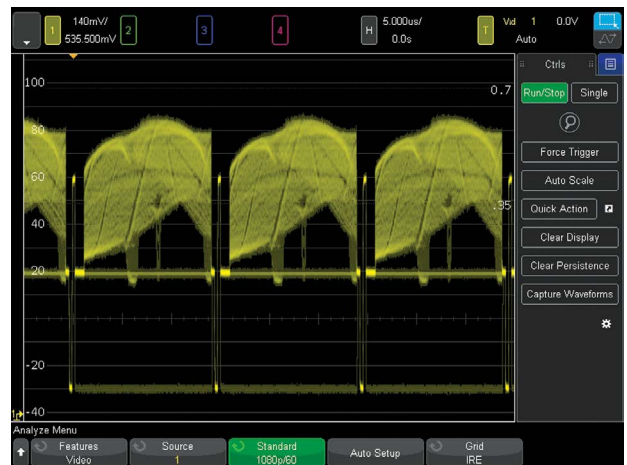 1 140mV/ 535.500mV 2 3 4 H 5.000us/ 0.0s T Vid 1 0.0V Auto
Ctrls
100
0.7
Run/Stop Single
80
Force Trigger
60
Auto Scale
.35
Quick Action
40
Clear Display
20
Clear Persistence
Capture Waveforms
-20
-40
Analyze Menu
Features Source Standard Auto Setup Grid
Video 1 1080p/60 IRE